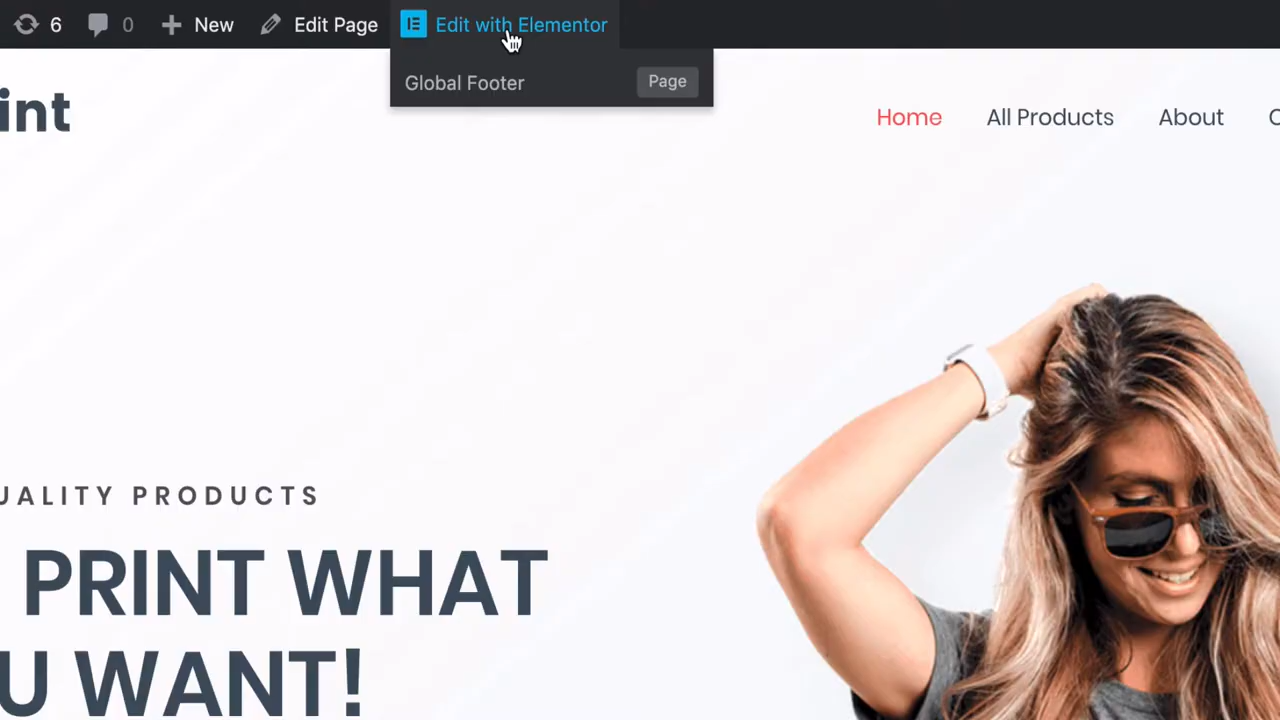 6 0 New Edit Page Edit with Elementor
Global Footer Page
int
Home All Products About C
UALITY PRODUCTS
PRINT WHAT
U WANT!